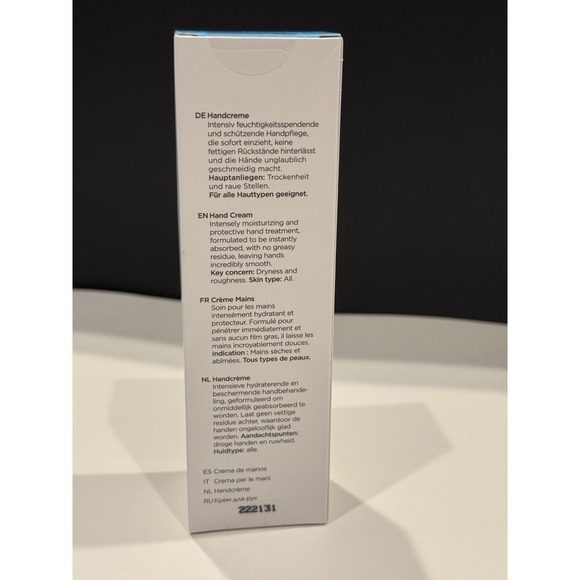 DE Handcreme
Intensiv feuchtigkeitsspendende
und schützende Handpflege,
die sofort einzieht, keine
fettigen Rückstände hinterlässt
und die Hände unglaublich
geschmeidig macht.
Hauptanliegen: Trockenheit
und raue Stellen.
Für alle Hauttypen geeignet.
EN Hand Cream
Intensely moisturizing and
protective hand treatment,
formulated to be instantly
absorbed, with no greasy
residue, leaving hands
incredibly smooth.
Key concern: Dryness and
roughness. Skin type: All.
FR Crème Mains
Soin pour les mains
intensément hydratant et
protecteur. Formulé pour
pénétrer immédiatement et
sans aucun film gras, il laisse les
mains incroyablement douces.
Indication : Mains sèches et
abîmées. Tous types de peaux.
NL Handcrème
Intensieve hydraterende en
beschermende handbehande-
ling, geformuleerd om
onmiddellijk geabsorbeerd te
worden. Laat geen vettige
residue achter, waardoor de
handen ongelooflijk glad
worden. Aandachtspunten:
droge handen en ruwheid.
Huidtype: alle.
ES Crema de manos
IT Crema per le mani
NL Handcrème
RU Крем для рук
222131